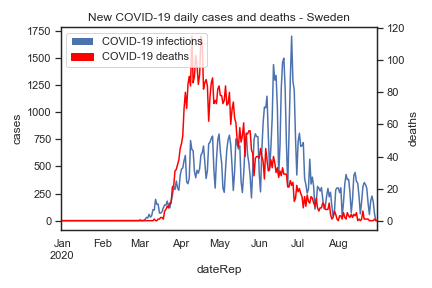 New COVID-19 daily cases and deaths - Sweden
COVID-19 infections
COVID-19 deaths
cases
1750
1500
1250
1000
750
500
250
0
120
100
80
60
40
20
0
deaths
Jan Feb Mar Apr May Jun Jul Aug
2020
dateRep